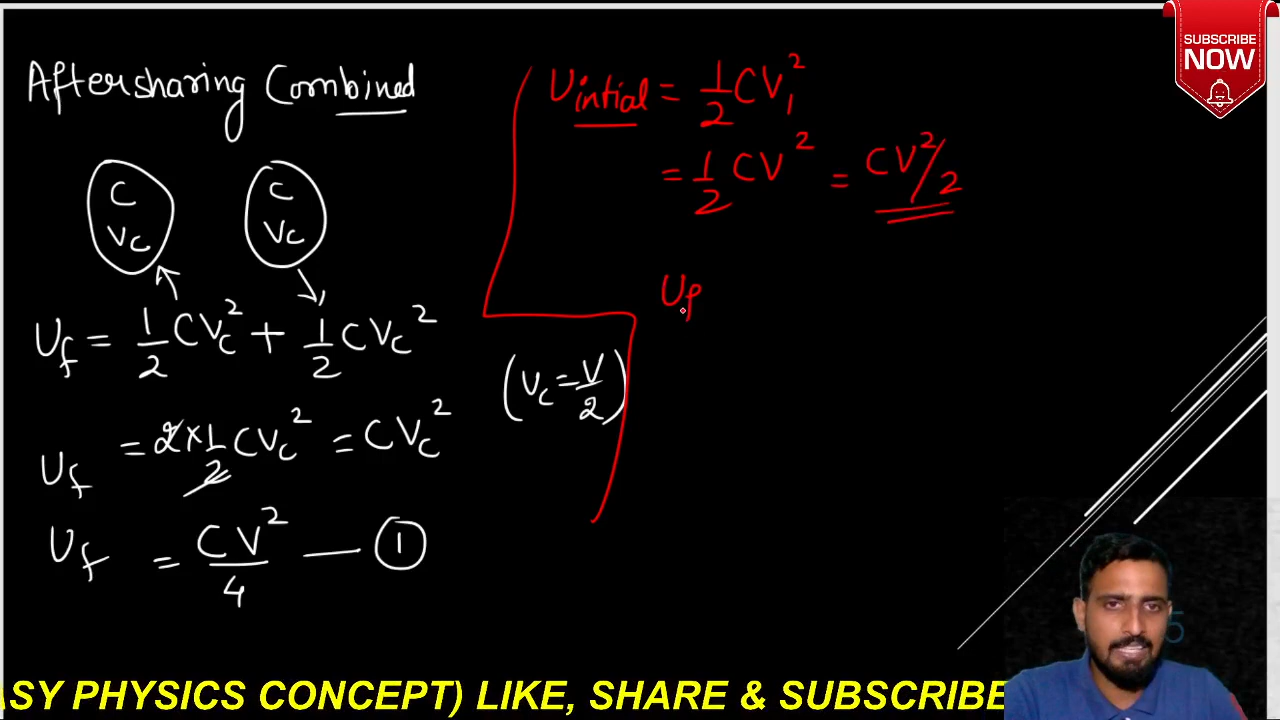 Aftersharing Combined
C
Vc
C
Vc
Uf = 1/2 CVc² + 1/2 CVc²
Uf = 2×1/2 CVc² = CVc²
(Vc = V/2)
Uf = CV²/4 — ①
Uintial = 1/2 CV₁²
= 1/2 CV² = CV²/2
Uf
SUBSCRIBE
NOW
ASY PHYSICS CONCEPT) LIKE, SHARE & SUBSCRIBE
5